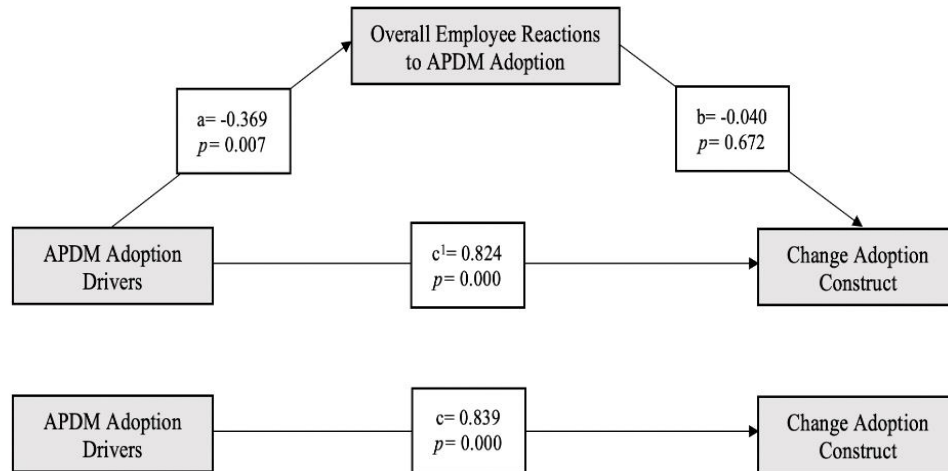 Overall Employee Reactions
to APDM Adoption
a= -0.369
p= 0.007
b= -0.040
p= 0.672
APDM Adoption
Drivers
c¹= 0.824
p= 0.000
Change Adoption
Construct
APDM Adoption
Drivers
c= 0.839
p= 0.000
Change Adoption
Construct